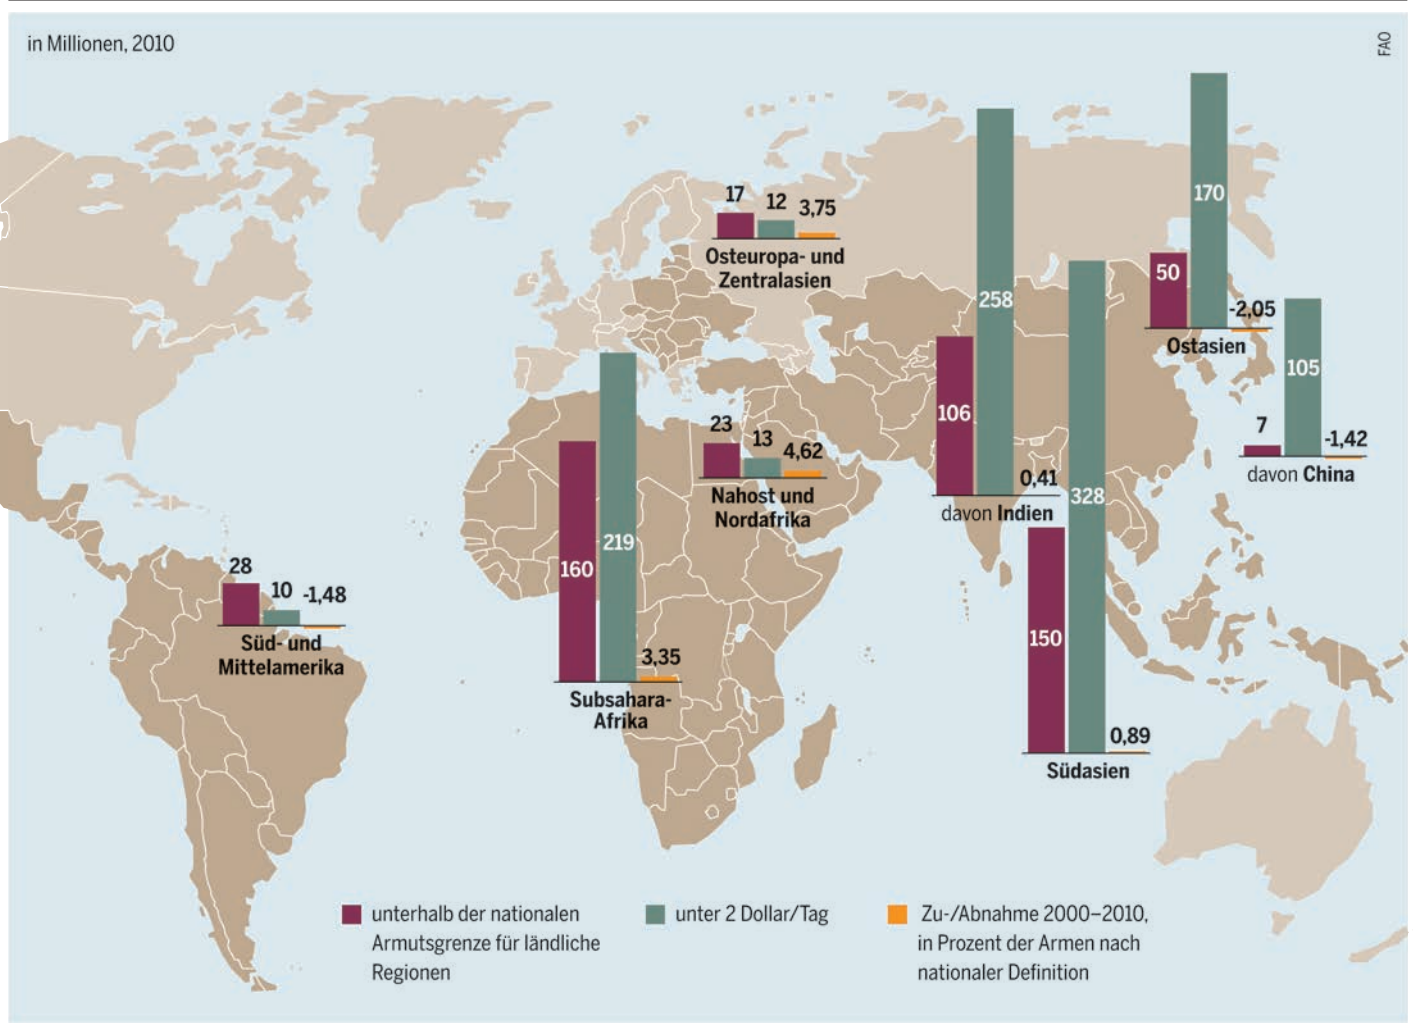 in Millionen, 2010
FAO
17
12
3,75
Osteuropa- und
Zentralasien
258
170
50
-2,05
Ostasien
105
7
-1,42
davon China
106
0,41
davon Indien
23
13
4,62
Nahost und
Nordafrika
328
150
0,89
Südasien
160
219
3,35
Subsahara-
Afrika
28
10
-1,48
Süd- und
Mittelamerika
unterhalb der nationalen
Armutsgrenze für ländliche
Regionen
unter 2 Dollar/Tag
Zu-/Abnahme 2000–2010,
in Prozent der Armen nach
nationaler Definition